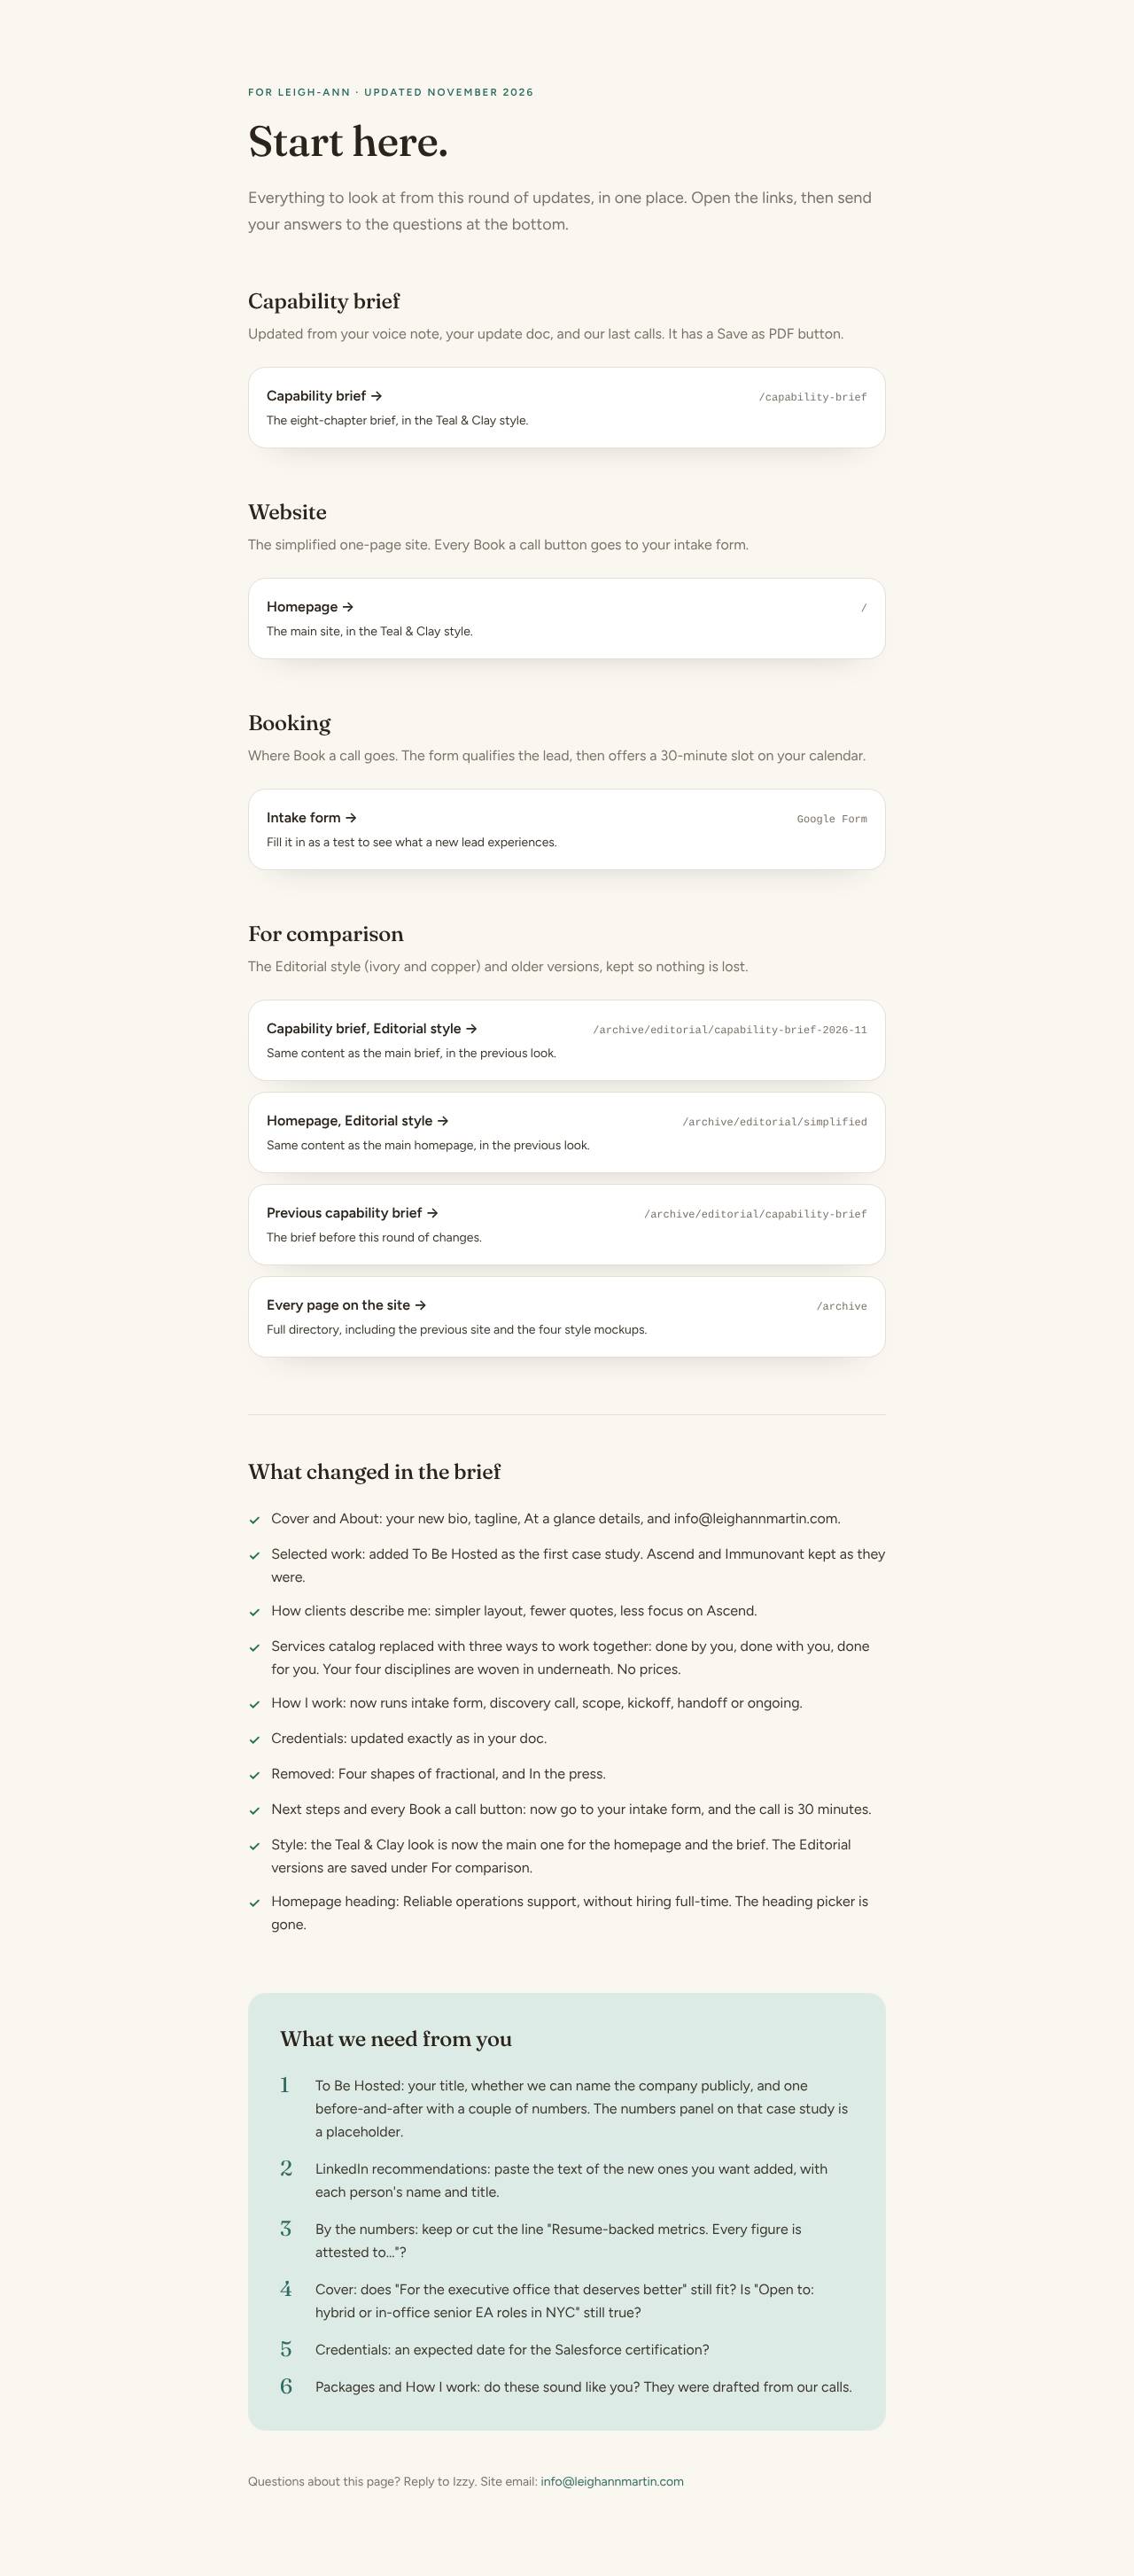 FOR LEIGH-ANN · UPDATED NOVEMBER 2026
Start here.
Everything to look at from this round of updates, in one place. Open the links, then send
your answers to the questions at the bottom.
Capability brief
Updated from your voice note, your update doc, and our last calls. It has a Save as PDF button.
Capability brief → /capability-brief
The eight-chapter brief, in the Teal & Clay style.
Website
The simplified one-page site. Every Book a call button goes to your intake form.
Homepage → /
The main site, in the Teal & Clay style.
Booking
Where Book a call goes. The form qualifies the lead, then offers a 30-minute slot on your calendar.
Intake form → Google Form
Fill it in as a test to see what a new lead experiences.
For comparison
The Editorial style (ivory and copper) and older versions, kept so nothing is lost.
Capability brief, Editorial style → /archive/editorial/capability-brief-2026-11
Same content as the main brief, in the previous look.
Homepage, Editorial style → /archive/editorial/simplified
Same content as the main homepage, in the previous look.
Previous capability brief → /archive/editorial/capability-brief
The brief before this round of changes.
Every page on the site → /archive
Full directory, including the previous site and the four style mockups.
What changed in the brief
✓ Cover and About: your new bio, tagline, At a glance details, and info@leighannmartin.com.
✓ Selected work: added To Be Hosted as the first case study. Ascend and Immunovant kept as they
were.
✓ How clients describe me: simpler layout, fewer quotes, less focus on Ascend.
✓ Services catalog replaced with three ways to work together: done by you, done with you, done
for you. Your four disciplines are woven in underneath. No prices.
✓ How I work: now runs intake form, discovery call, scope, kickoff, handoff or ongoing.
✓ Credentials: updated exactly as in your doc.
✓ Removed: Four shapes of fractional, and In the press.
✓ Next steps and every Book a call button: now go to your intake form, and the call is 30 minutes.
✓ Style: the Teal & Clay look is now the main one for the homepage and the brief. The Editorial
versions are saved under For comparison.
✓ Homepage heading: Reliable operations support, without hiring full-time. The heading picker is
gone.
What we need from you
1 To Be Hosted: your title, whether we can name the company publicly, and one
before-and-after with a couple of numbers. The numbers panel on that case study is
a placeholder.
2 LinkedIn recommendations: paste the text of the new ones you want added, with
each person's name and title.
3 By the numbers: keep or cut the line "Resume-backed metrics. Every figure is
attested to..."?
4 Cover: does "For the executive office that deserves better" still fit? Is "Open to:
hybrid or in-office senior EA roles in NYC" still true?
5 Credentials: an expected date for the Salesforce certification?
6 Packages and How I work: do these sound like you? They were drafted from our calls.
Questions about this page? Reply to Izzy. Site email: info@leighannmartin.com